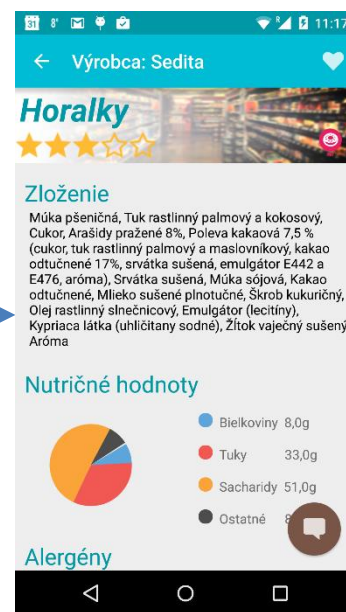 31 8+ R 11:17
Výrobca: Sedita
Horalky
Zloženie
Múka pšeničná, Tuk rastlinný palmový a kokosový,
Cukor, Arašidy pražené 8%, Poleva kakaová 7,5 %
(cukor, tuk rastlinný palmový a maslovníkový, kakao
odtučnené 17%, srvátka sušená, emulgátor E442 a
E476, aróma), Srvátka sušená, Múka sójová, Kakao
odtučnené, Mlieko sušené plnotučné, Škrob kukuričný,
Olej rastlinný slnečnicový, Emulgátor (lecitíny),
Kypriaca látka (uhličitany sodné), Žĺtok vaječný sušený
Aróma
Nutričné hodnoty
Bielkoviny 8,0g
Tuky 33,0g
Sacharidy 51,0g
Ostatné
Alergény